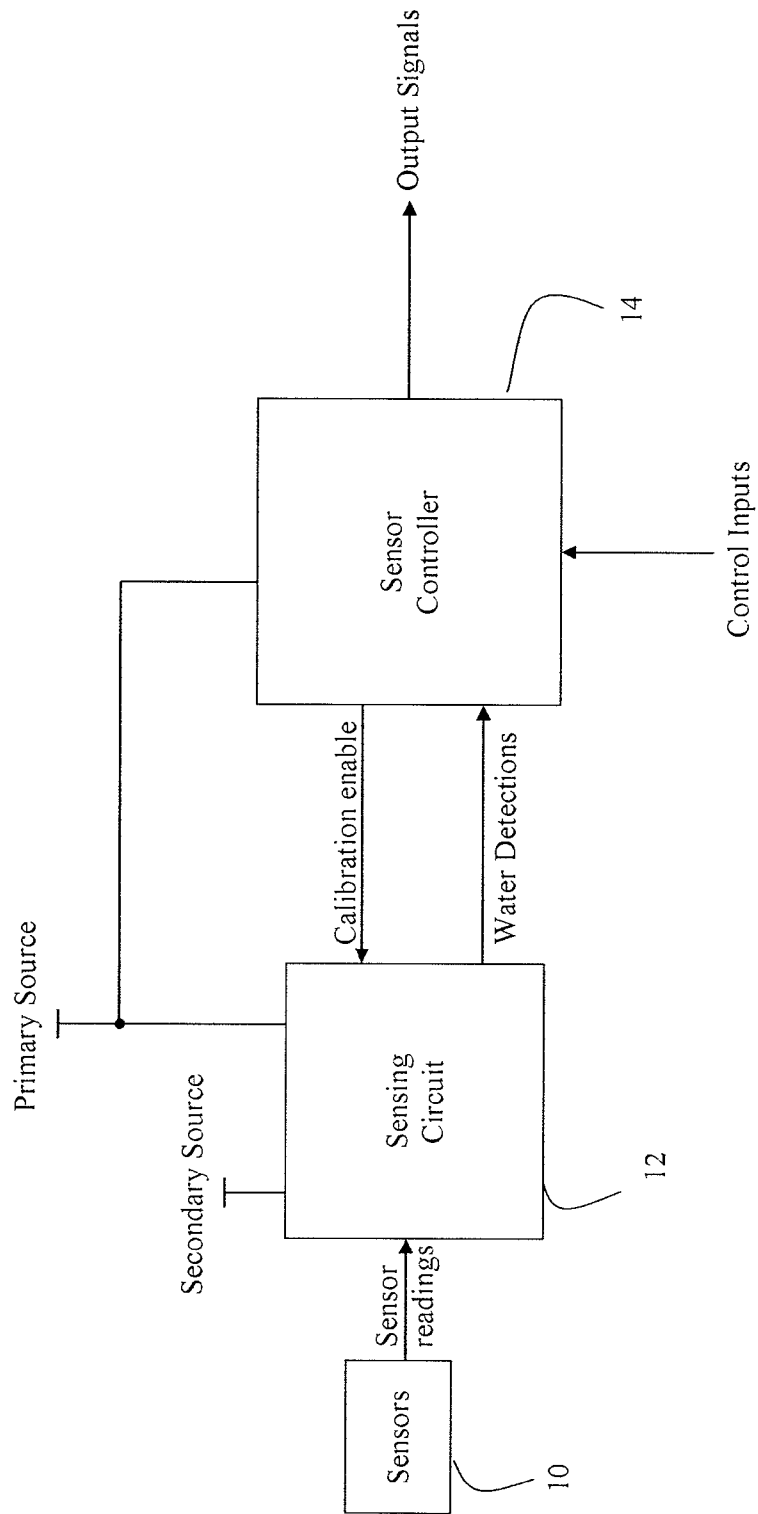 Primary Source
Secondary Source
Sensors
10
Sensor
readings
Sensing
Circuit
12
Calibration enable
Water Detections
Sensor
Controller
14
Control Inputs
Output Signals